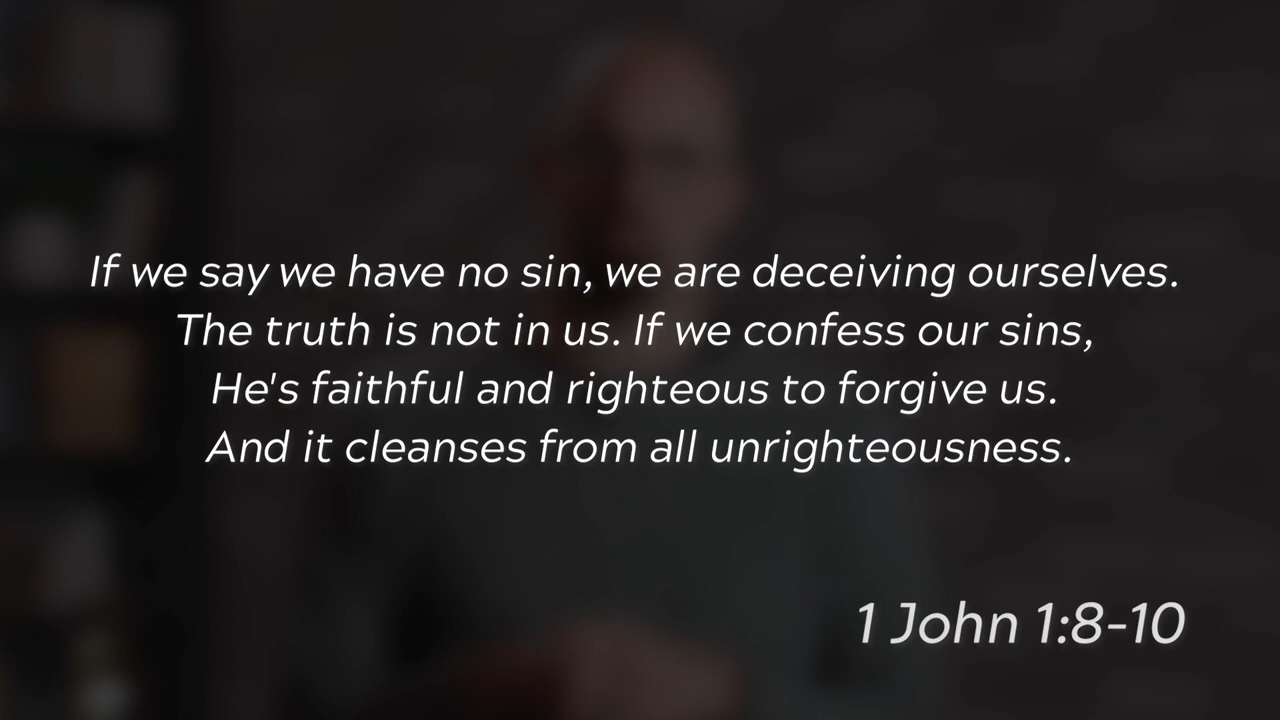 If we say we have no sin, we are deceiving ourselves.
The truth is not in us. If we confess our sins,
He's faithful and righteous to forgive us.
And it cleanses from all unrighteousness.
1 John 1:8-10